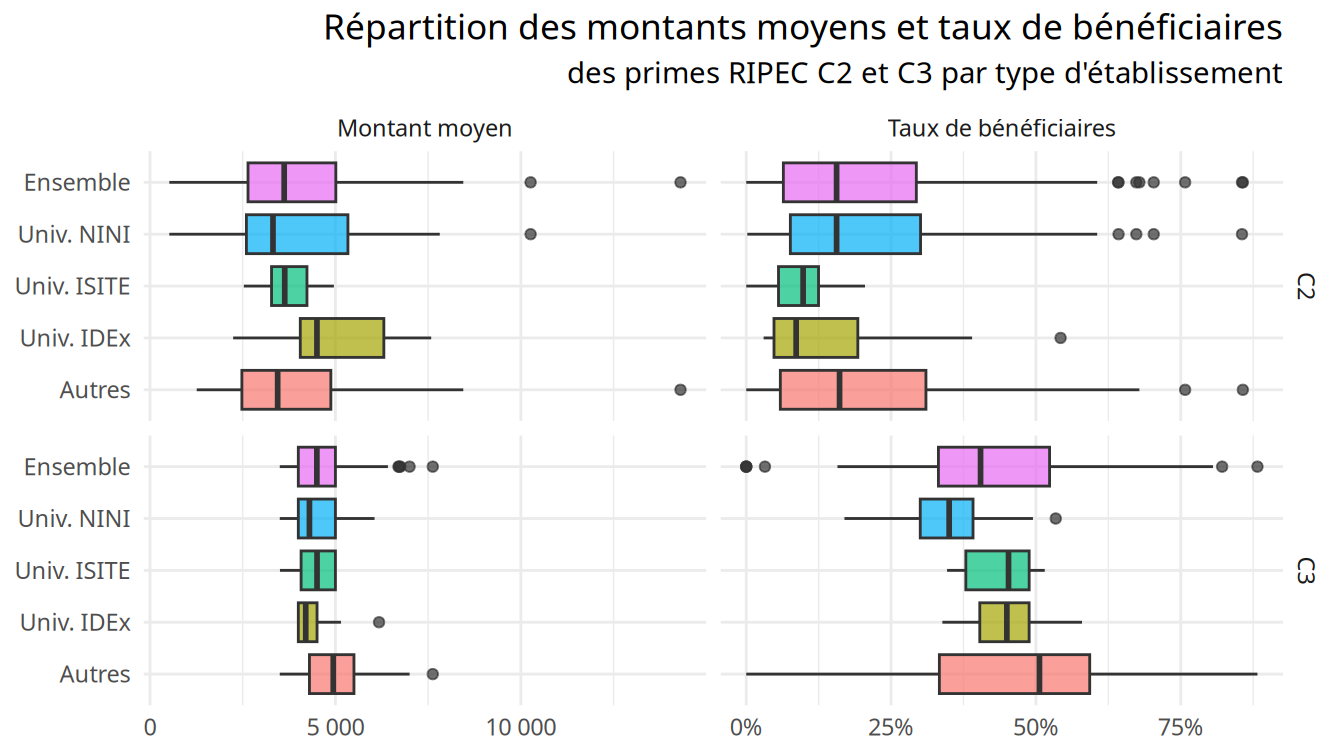 Répartition des montants moyens et taux de bénéficiaires
des primes RIPEC C2 et C3 par type d'établissement
Montant moyen
Taux de bénéficiaires
Ensemble
Univ. NINI
Univ. ISITE
Univ. IDEx
Autres
C2
Ensemble
Univ. NINI
Univ. ISITE
Univ. IDEx
Autres
C3
0
5 000
10 000
0%
25%
50%
75%